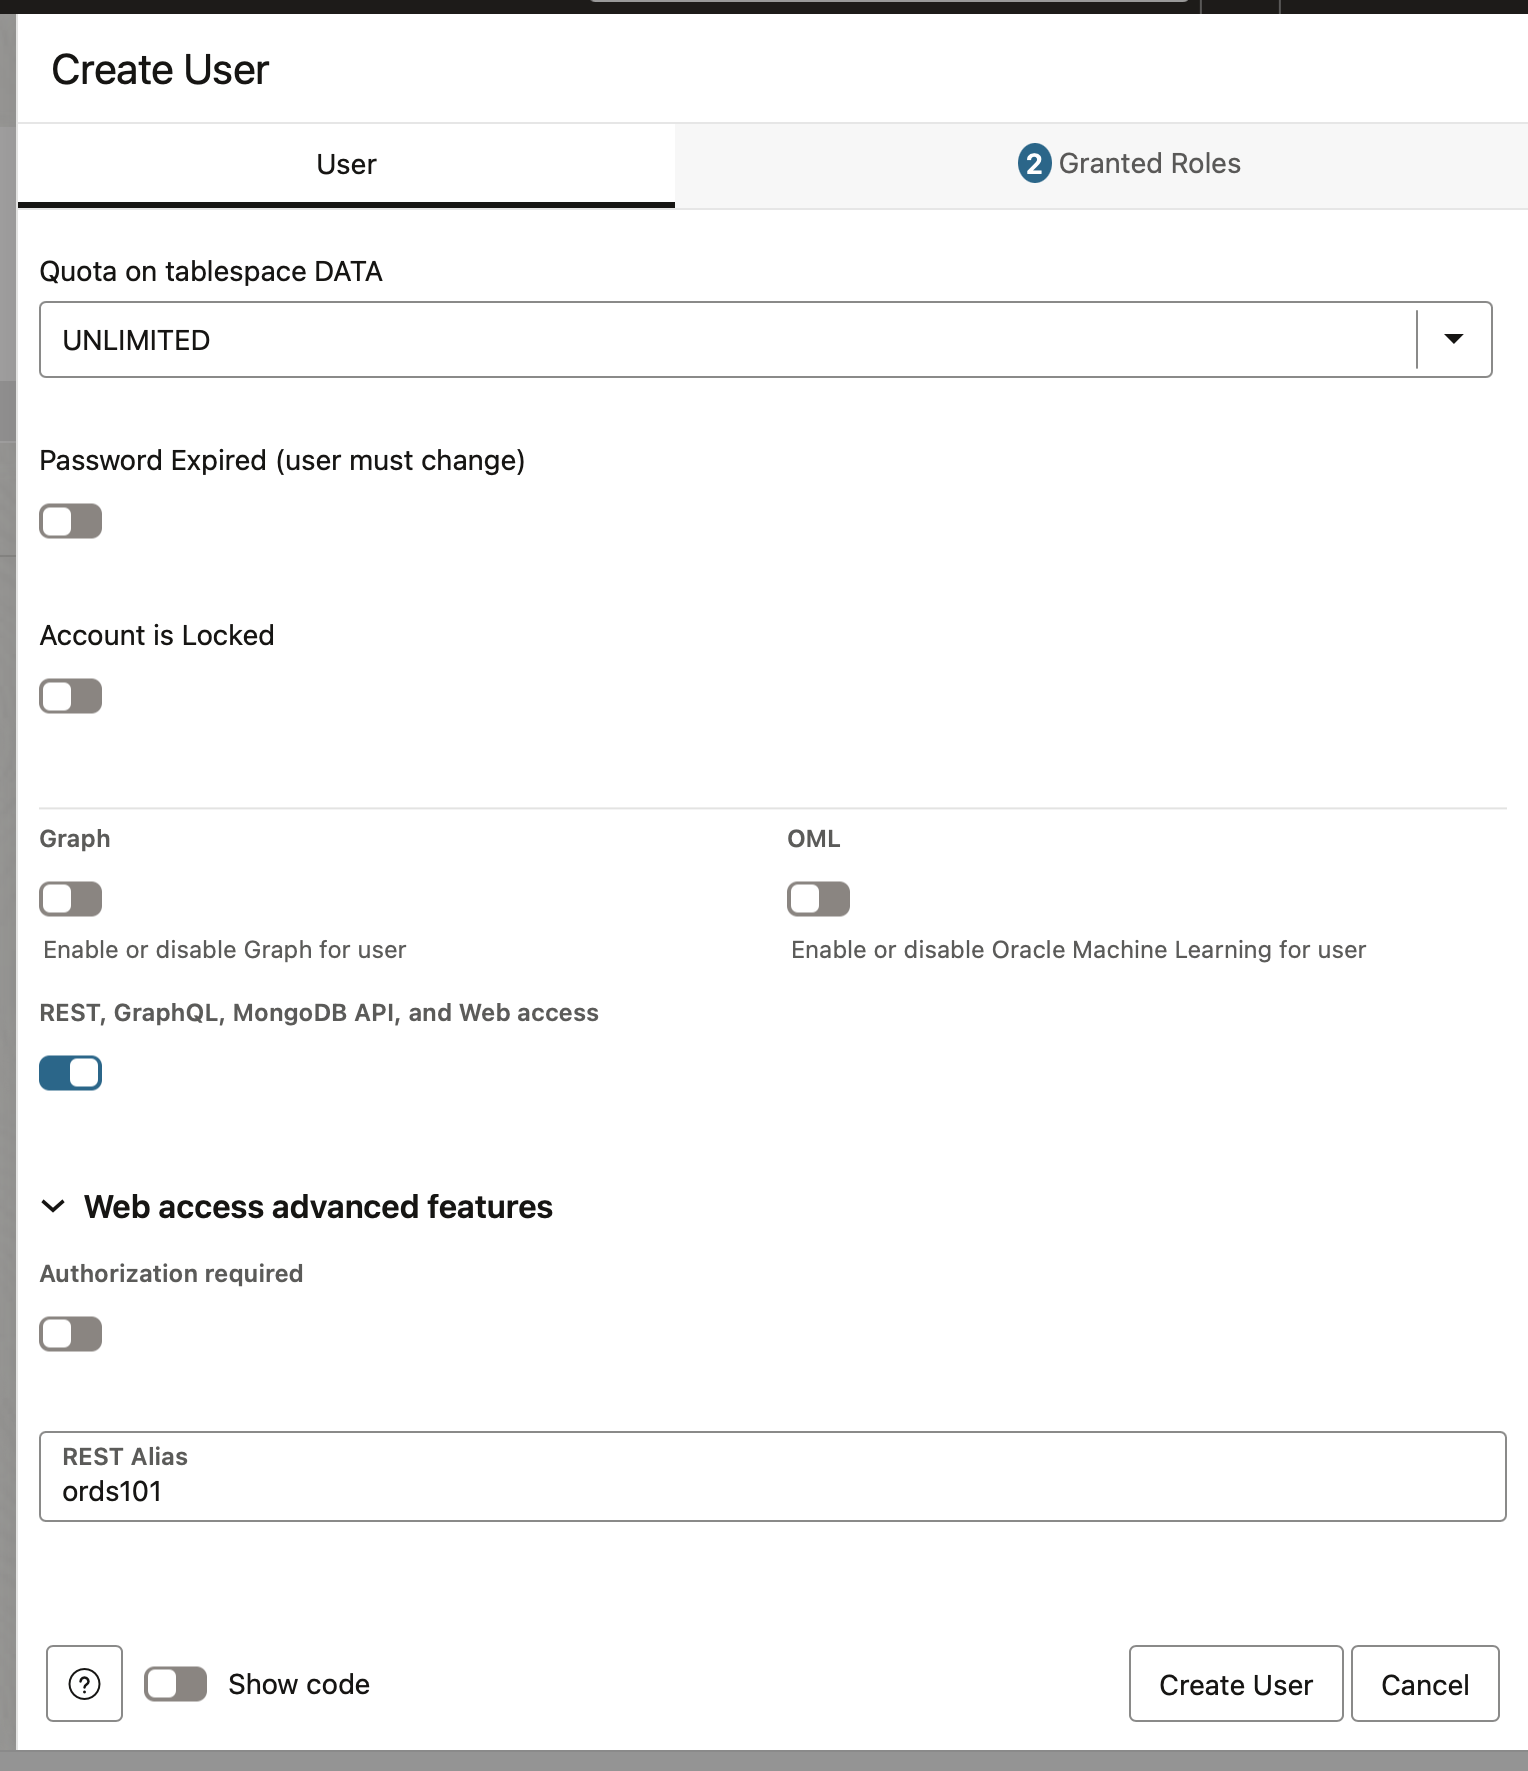 Create User
User
2 Granted Roles
Quota on tablespace DATA
UNLIMITED
Password Expired (user must change)
Account is Locked
Graph
OML
Enable or disable Graph for user
Enable or disable Oracle Machine Learning for user
REST, GraphQL, MongoDB API, and Web access
Web access advanced features
Authorization required
REST Alias
ords101
? Show code
Create User
Cancel